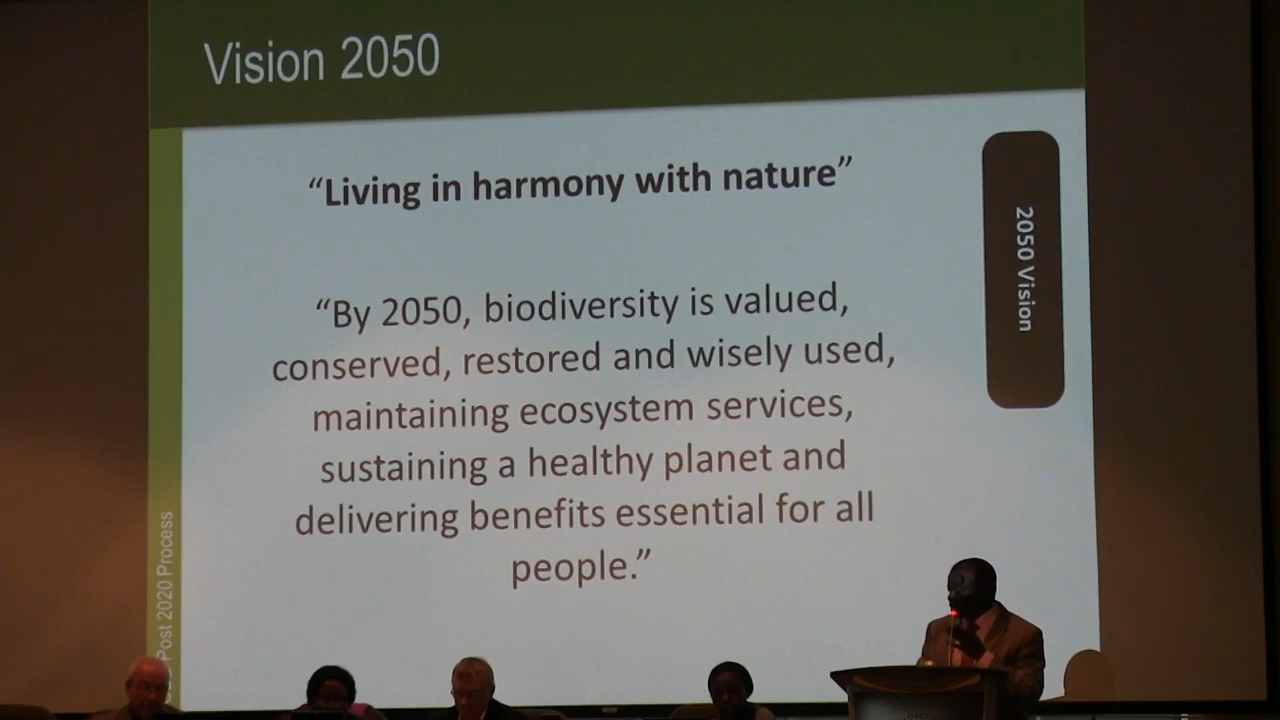 Vision 2050
“Living in harmony with nature”
“By 2050, biodiversity is valued,
conserved, restored and wisely used,
maintaining ecosystem services,
sustaining a healthy planet and
delivering benefits essential for all
people.”
2050 Vision
Post 2020 Process